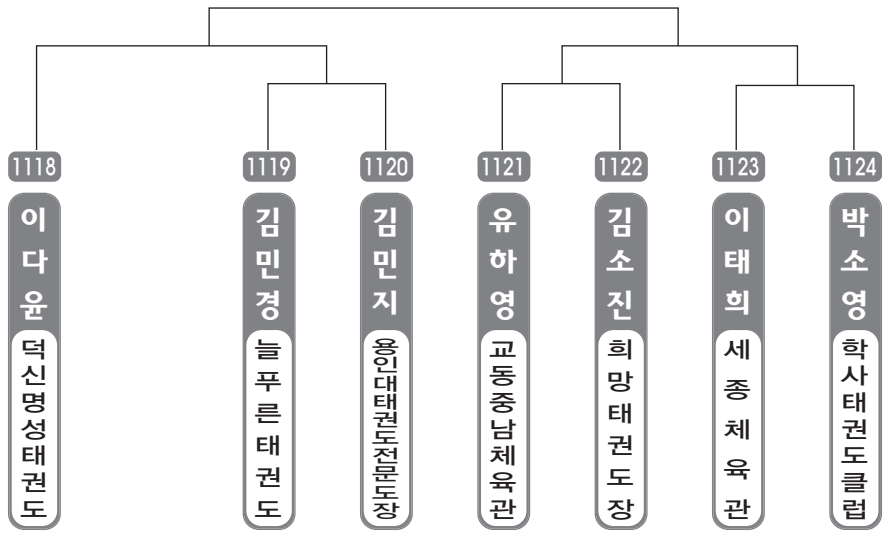 1118
이다윤
덕신명성태권도
1119
김민경
늘푸른태권도
1120
김민지
용인대태권도전문도장
1121
유하영
교동중남체육관
1122
김소진
희망태권도장
1123
이태희
세종체육관
1124
박소영
학사태권도클럽